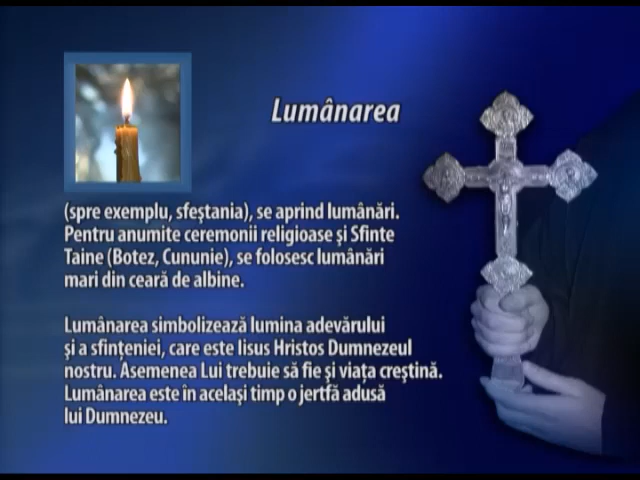 Lumânarea
(spre exemplu, sfeştania), se aprind lumânări.
Pentru anumite ceremonii religioase şi Sfinte
Taine (Botez, Cununie), se folosesc lumânări
mari din ceară de albine.
Lumânarea simbolizează lumina adevărului
şi a sfinţeniei, care este Iisus Hristos Dumnezeul
nostru. Asemenea Lui trebuie să fie şi viaţa creştină.
Lumânarea este în acelaşi timp o jertfă adusă
lui Dumnezeu.